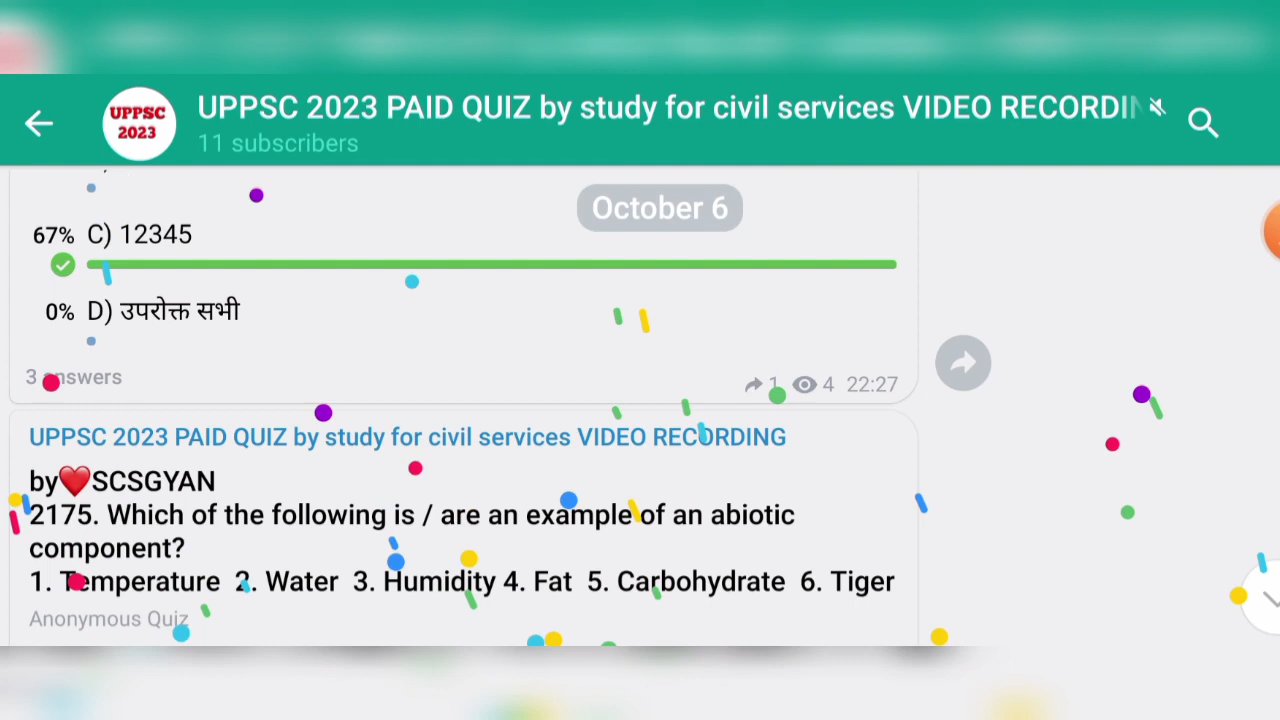 UPPSC
2023
UPPSC 2023 PAID QUIZ by study for civil services VIDEO RECORDIN
11 subscribers
October 6
67% C) 12345
0% D) उपरोक्त सभी
3 answers
1 4 22:27
UPPSC 2023 PAID QUIZ by study for civil services VIDEO RECORDING
by❤️SCSGYAN
2175. Which of the following is / are an example of an abiotic
component?
1. Temperature 2. Water 3. Humidity 4. Fat 5. Carbohydrate 6. Tiger
Anonymous Quiz